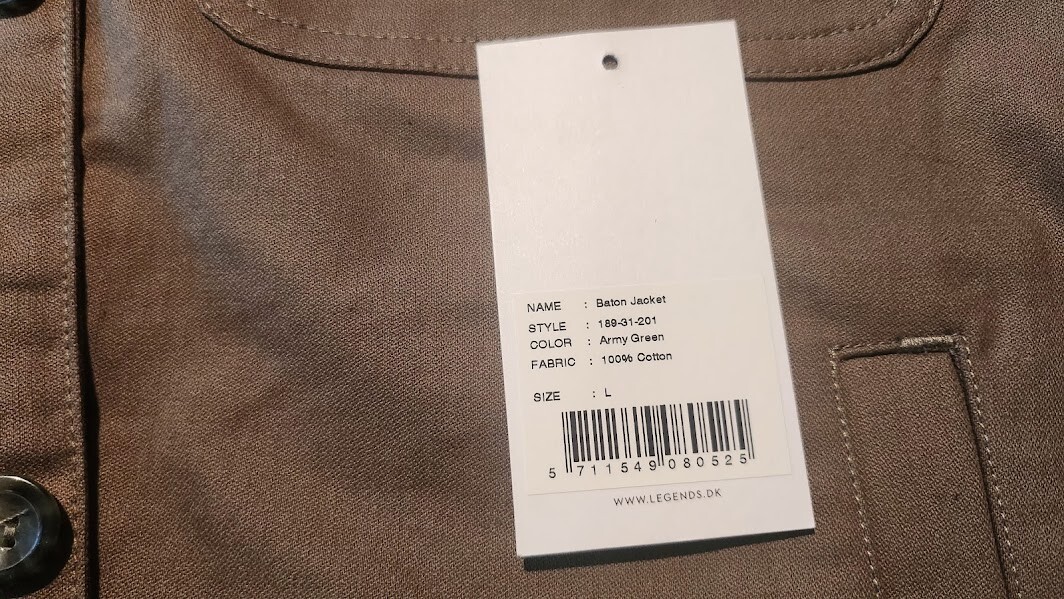 NAME : Baton Jacket
STYLE : 189-31-201
COLOR : Army Green
FABRIC : 100% Cotton
SIZE : L
5 711549 080525
WWW.LEGENDS.DK